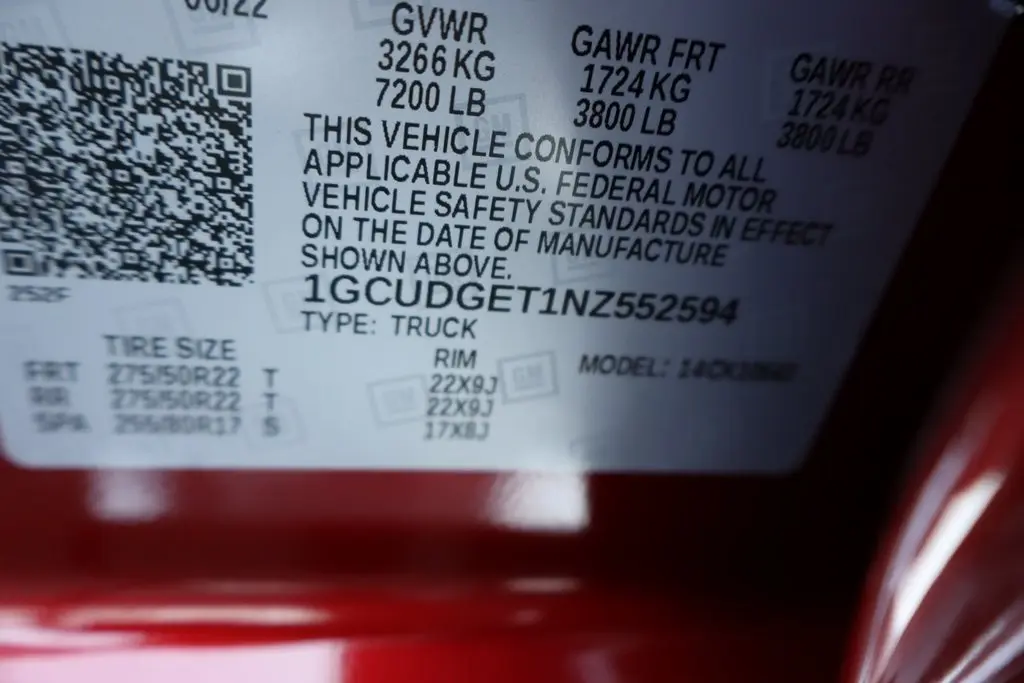 06/22
GVWR
3266 KG
7200 LB
GAWR FRT
1724 KG
3800 LB
GAWR RR
1724 KG
3800 LB
THIS VEHICLE CONFORMS TO ALL
APPLICABLE U.S. FEDERAL MOTOR
VEHICLE SAFETY STANDARDS IN EFFECT
ON THE DATE OF MANUFACTURE
SHOWN ABOVE.
1GCUDGET1NZ552594
TYPE: TRUCK
TIRE SIZE RIM MODEL:
FRT 275/50R22 T 22X9J
RR 275/50R22 T 22X9J
SPA 255/80R17 S 17X8J